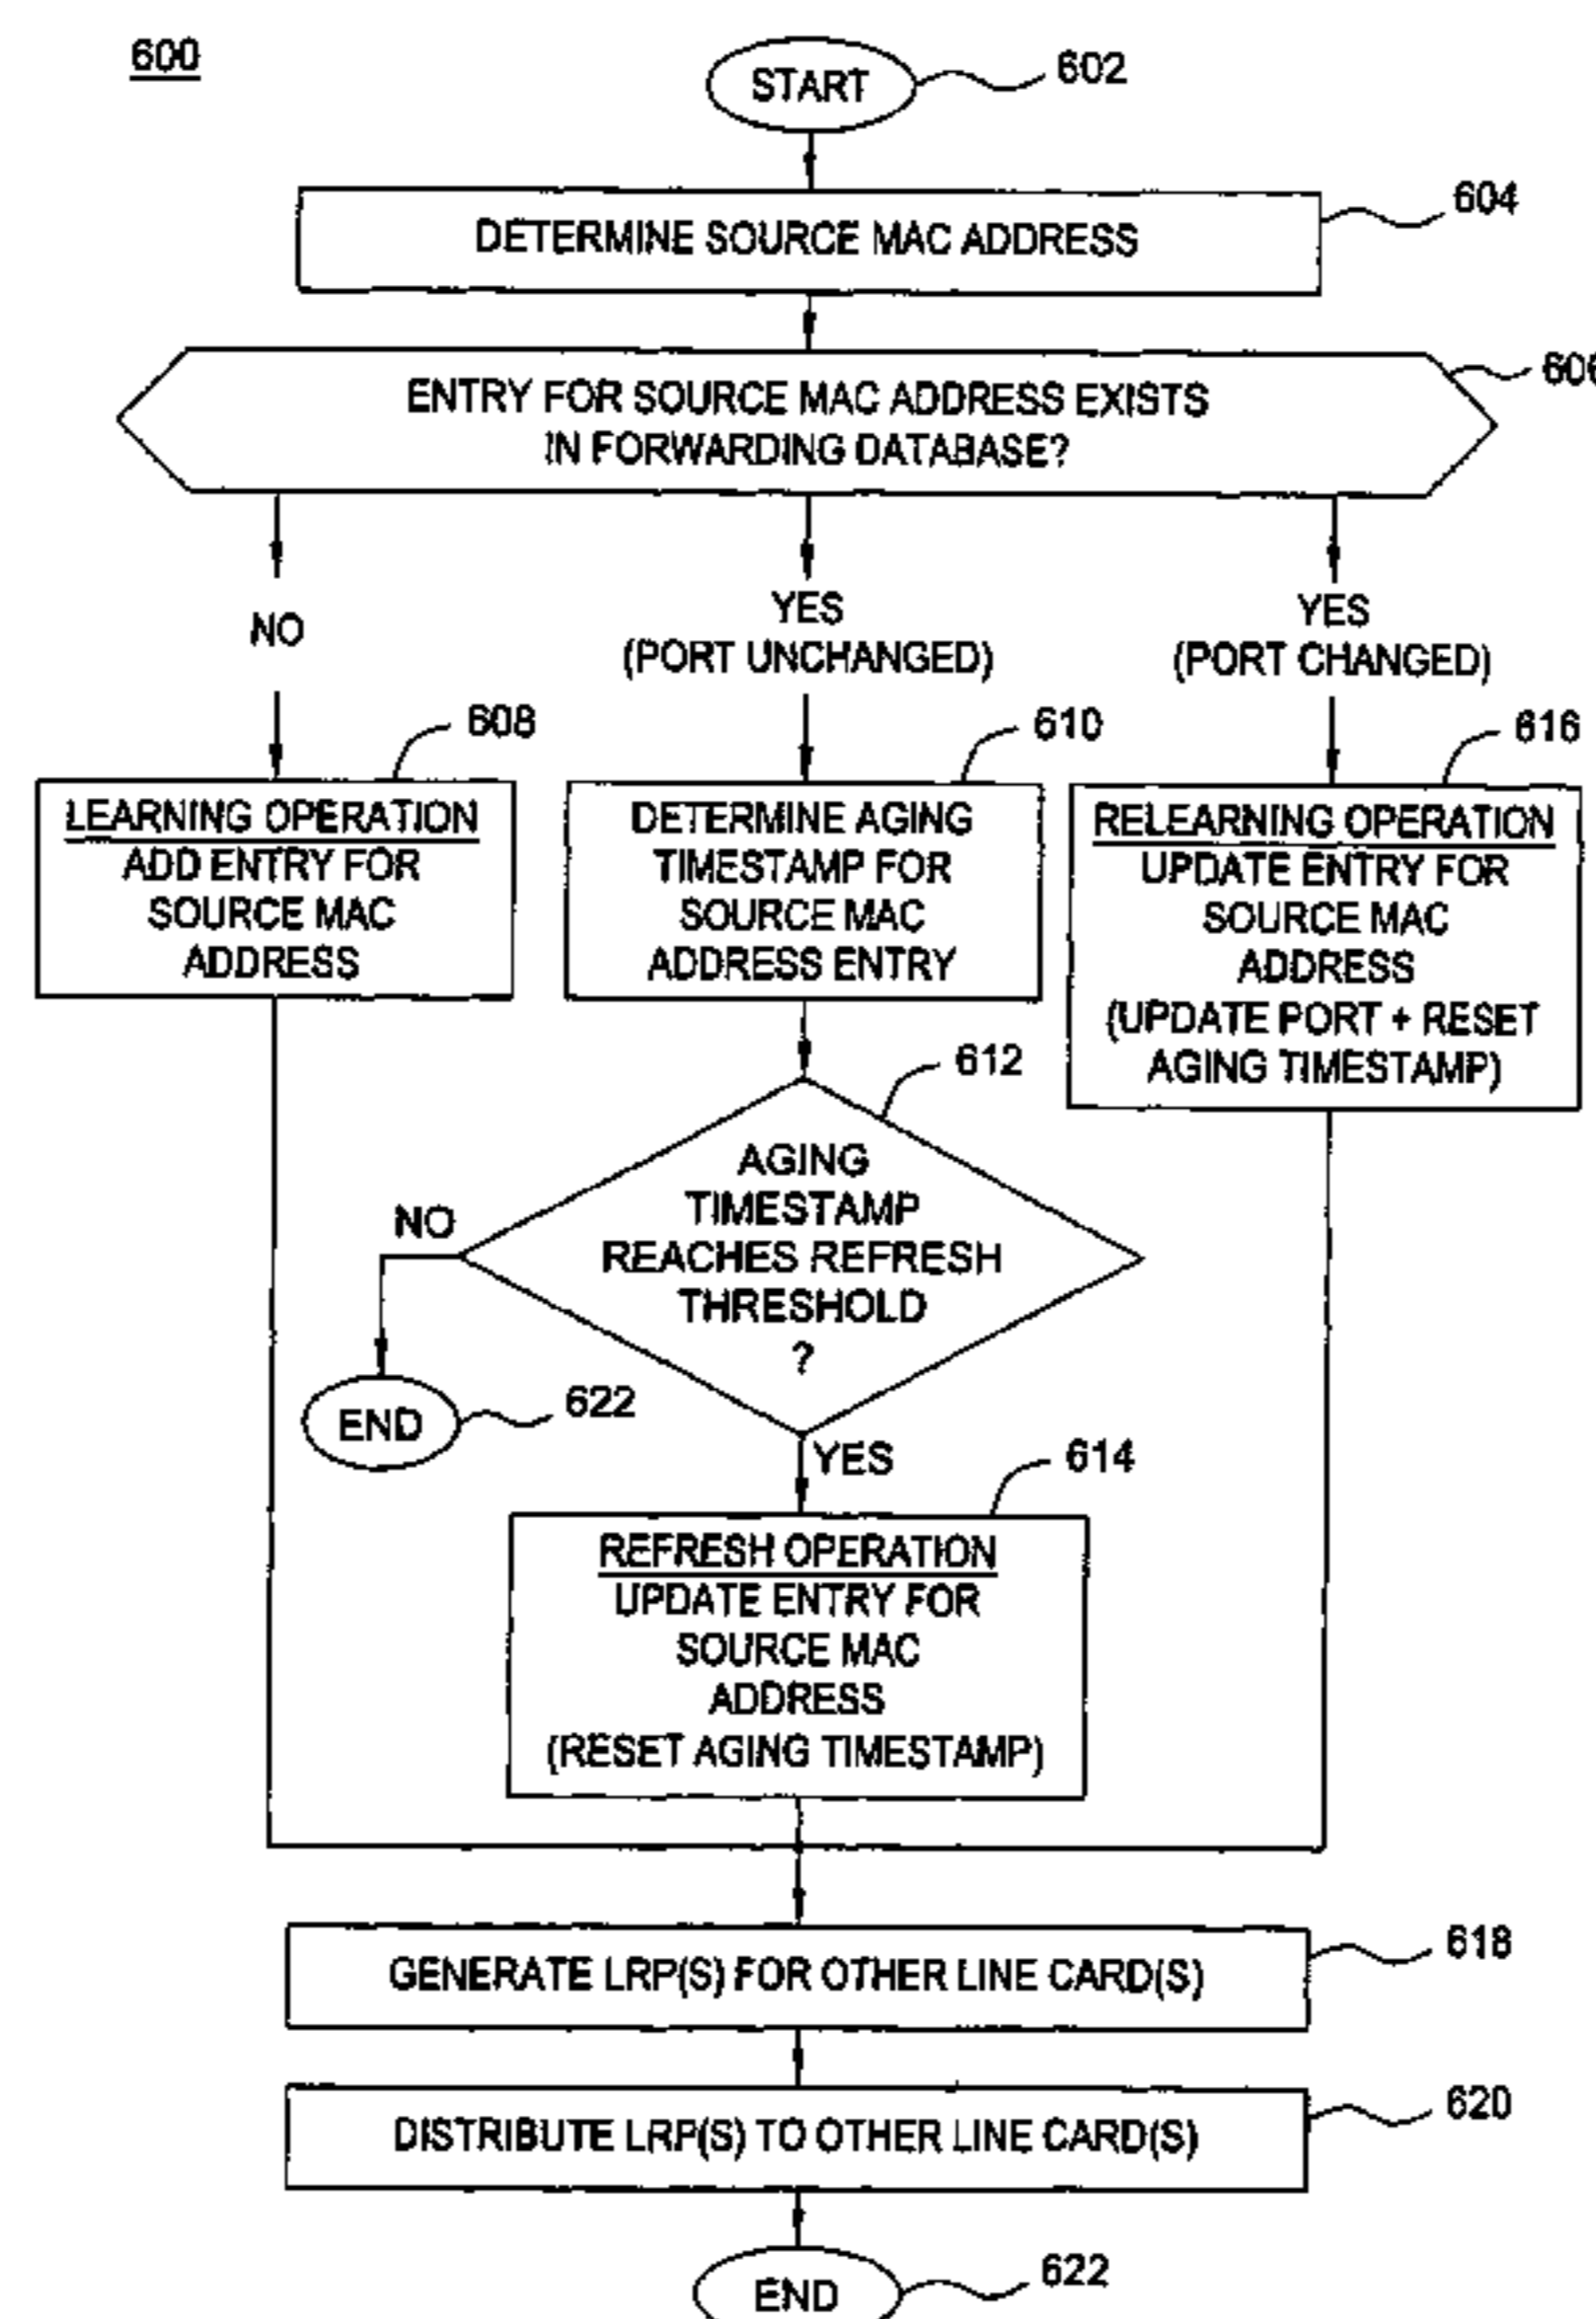 600
START
602
DETERMINE SOURCE MAC ADDRESS
604
ENTRY FOR SOURCE MAC ADDRESS EXISTS
IN FORWARDING DATABASE?
NO
YES
(PORT UNCHANGED)
YES
(PORT CHANGED)
608
LEARNING OPERATION
ADD ENTRY FOR
SOURCE MAC
ADDRESS
610
DETERMINE AGING
TIMESTAMP FOR
SOURCE MAC
ADDRESS ENTRY
616
RELEARNING OPERATION
UPDATE ENTRY FOR
SOURCE MAC
ADDRESS
(UPDATE PORT + RESET
AGING TIMESTAMP)
612
AGING
TIMESTAMP
REACHES REFRESH
THRESHOLD
?
NO
END
622
YES
614
REFRESH OPERATION
UPDATE ENTRY FOR
SOURCE MAC
ADDRESS
(RESET AGING TIMESTAMP)
GENERATE LRP(S) FOR OTHER LINE CARD(S)
618
DISTRIBUTE LRP(S) TO OTHER LINE CARD(S)
620
END
622